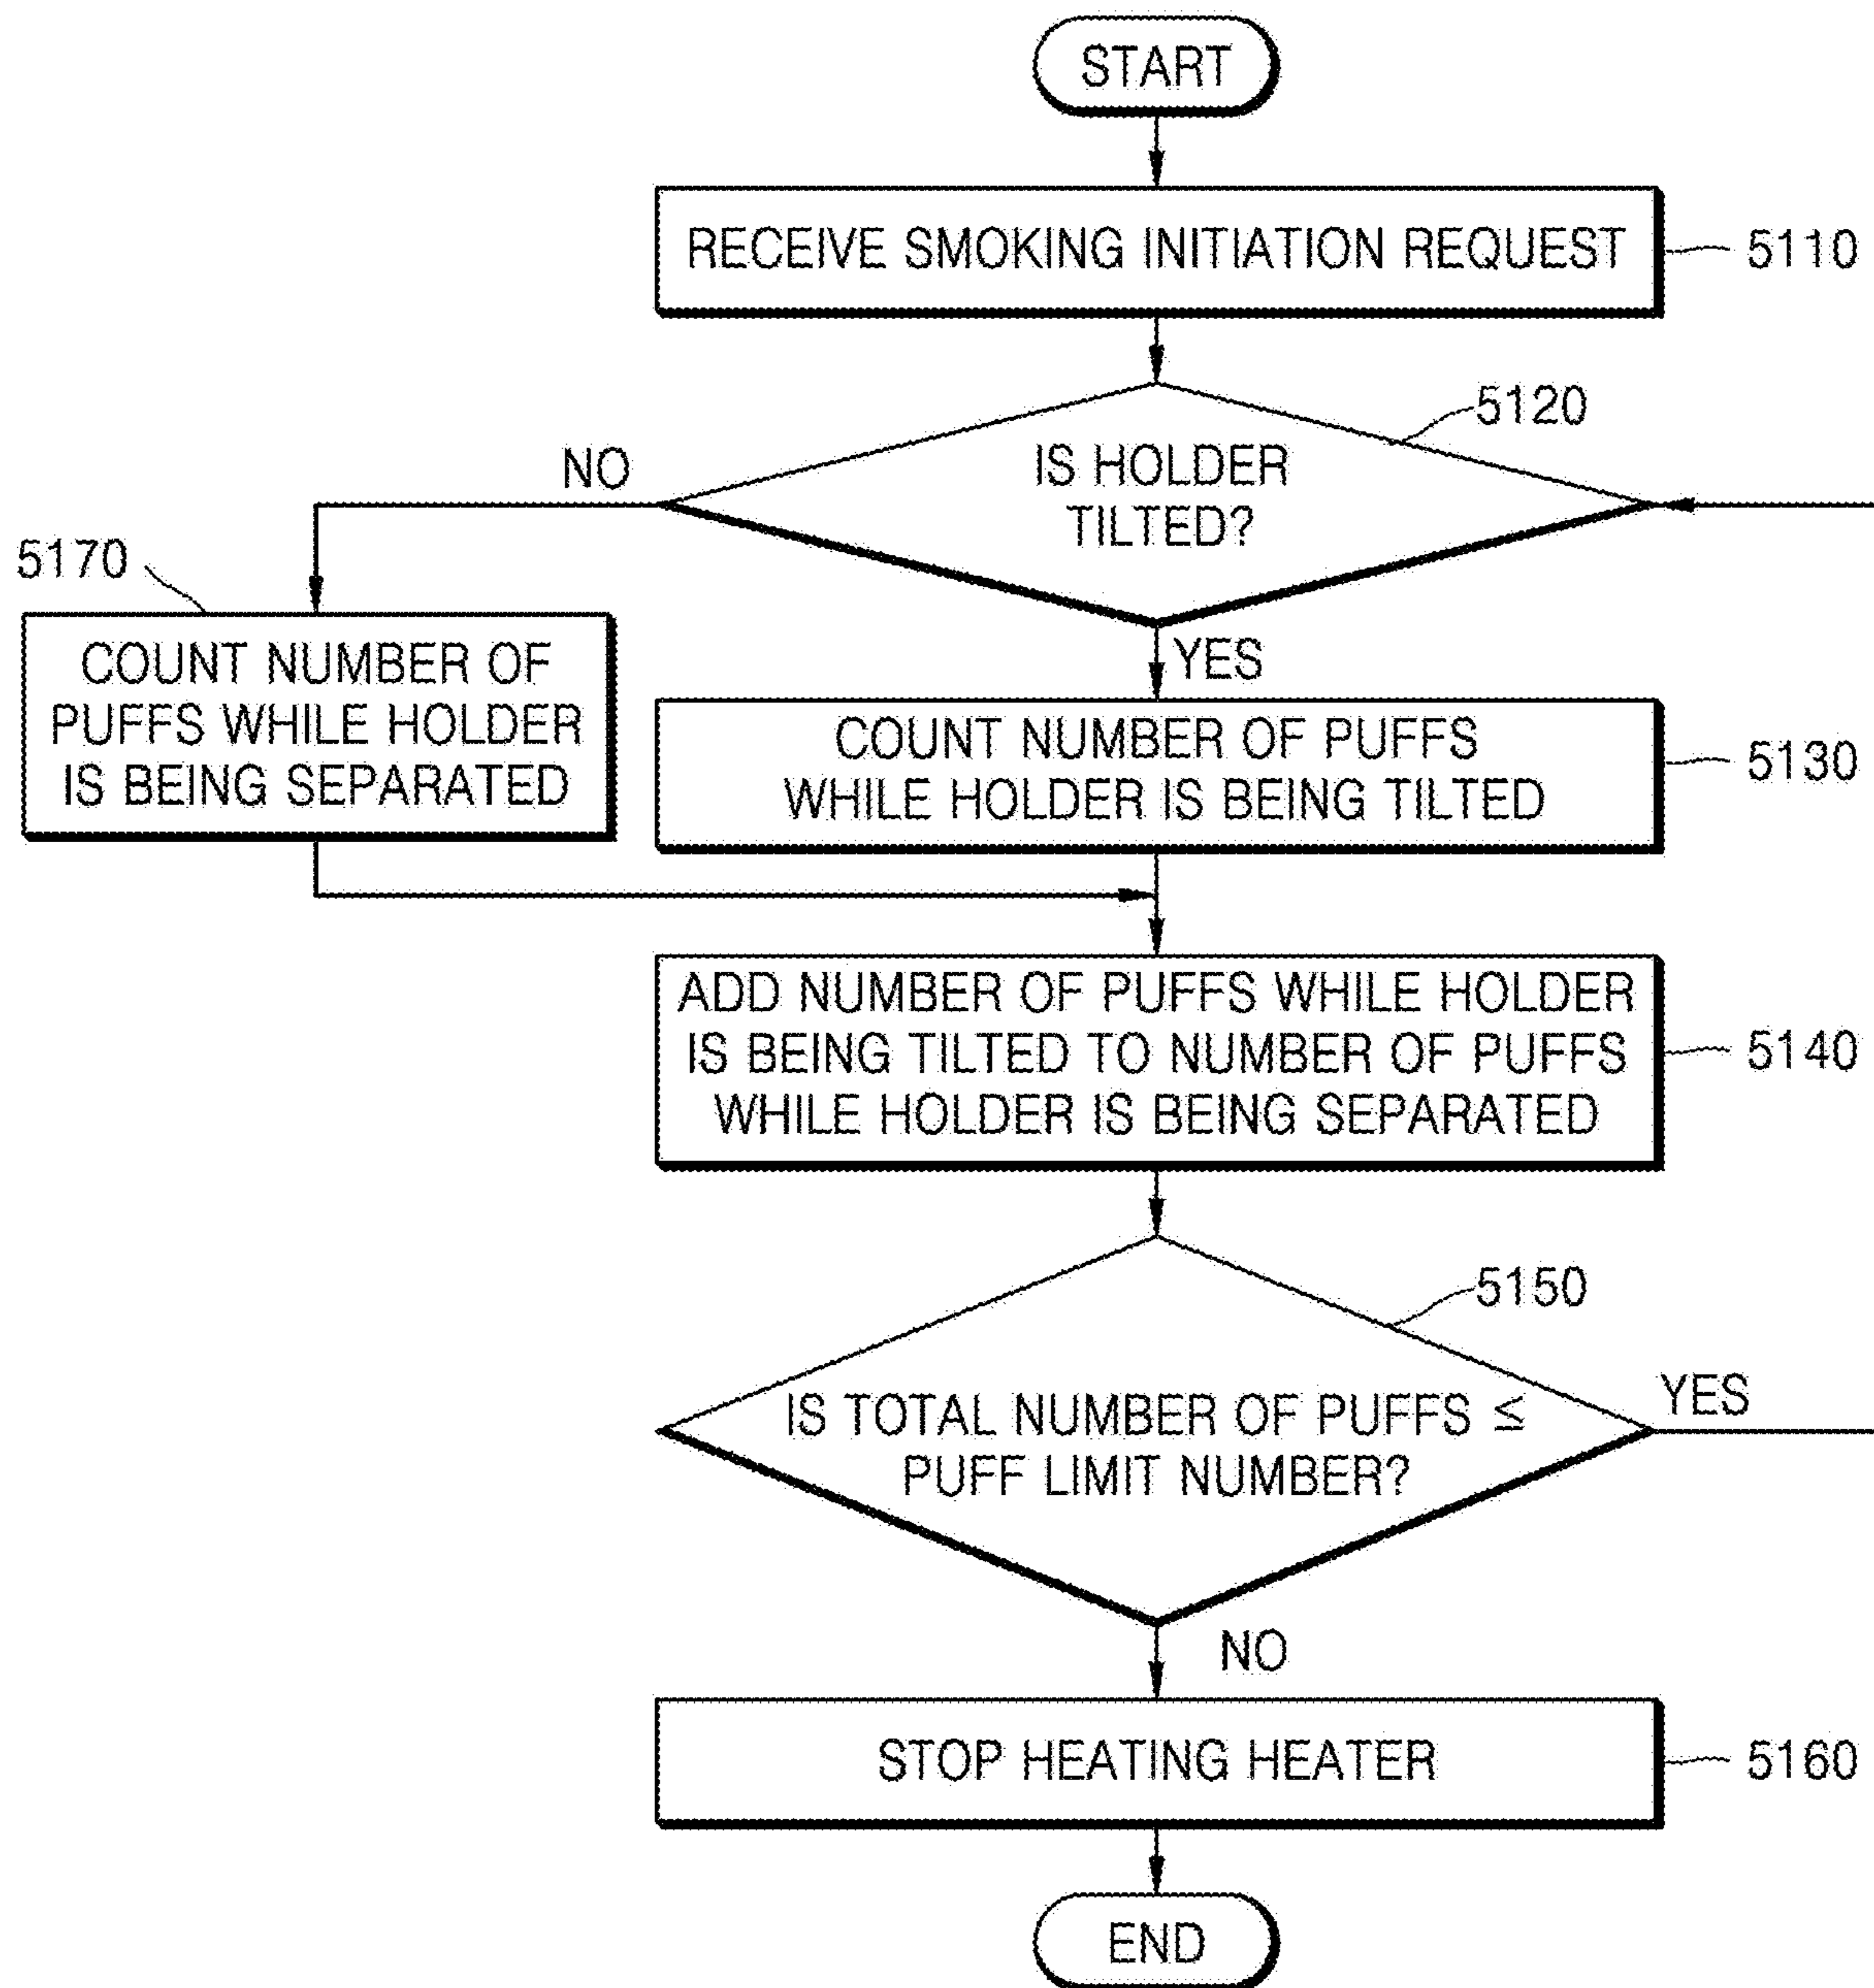 START
RECEIVE SMOKING INITIATION REQUEST
5110
5120
IS HOLDER
TILTED?
NO
YES
5170
COUNT NUMBER OF
PUFFS WHILE HOLDER
IS BEING SEPARATED
COUNT NUMBER OF PUFFS
WHILE HOLDER IS BEING TILTED
5130
ADD NUMBER OF PUFFS WHILE HOLDER
IS BEING TILTED TO NUMBER OF PUFFS
WHILE HOLDER IS BEING SEPARATED
5140
5150
IS TOTAL NUMBER OF PUFFS ≤
PUFF LIMIT NUMBER?
YES
NO
STOP HEATING HEATER
5160
END